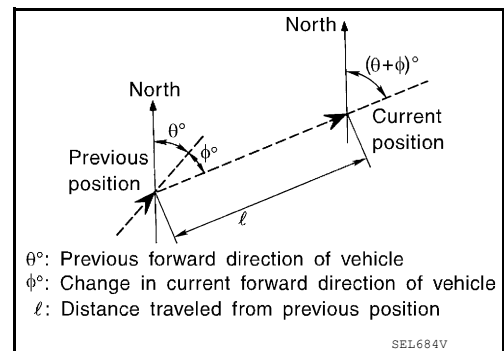 North
(θ+ϕ)°
North
θ°
ϕ°
Current
position
Previous
position
ℓ
θ°: Previous forward direction of vehicle
ϕ°: Change in current forward direction of vehicle
ℓ: Distance traveled from previous position
SEL684V